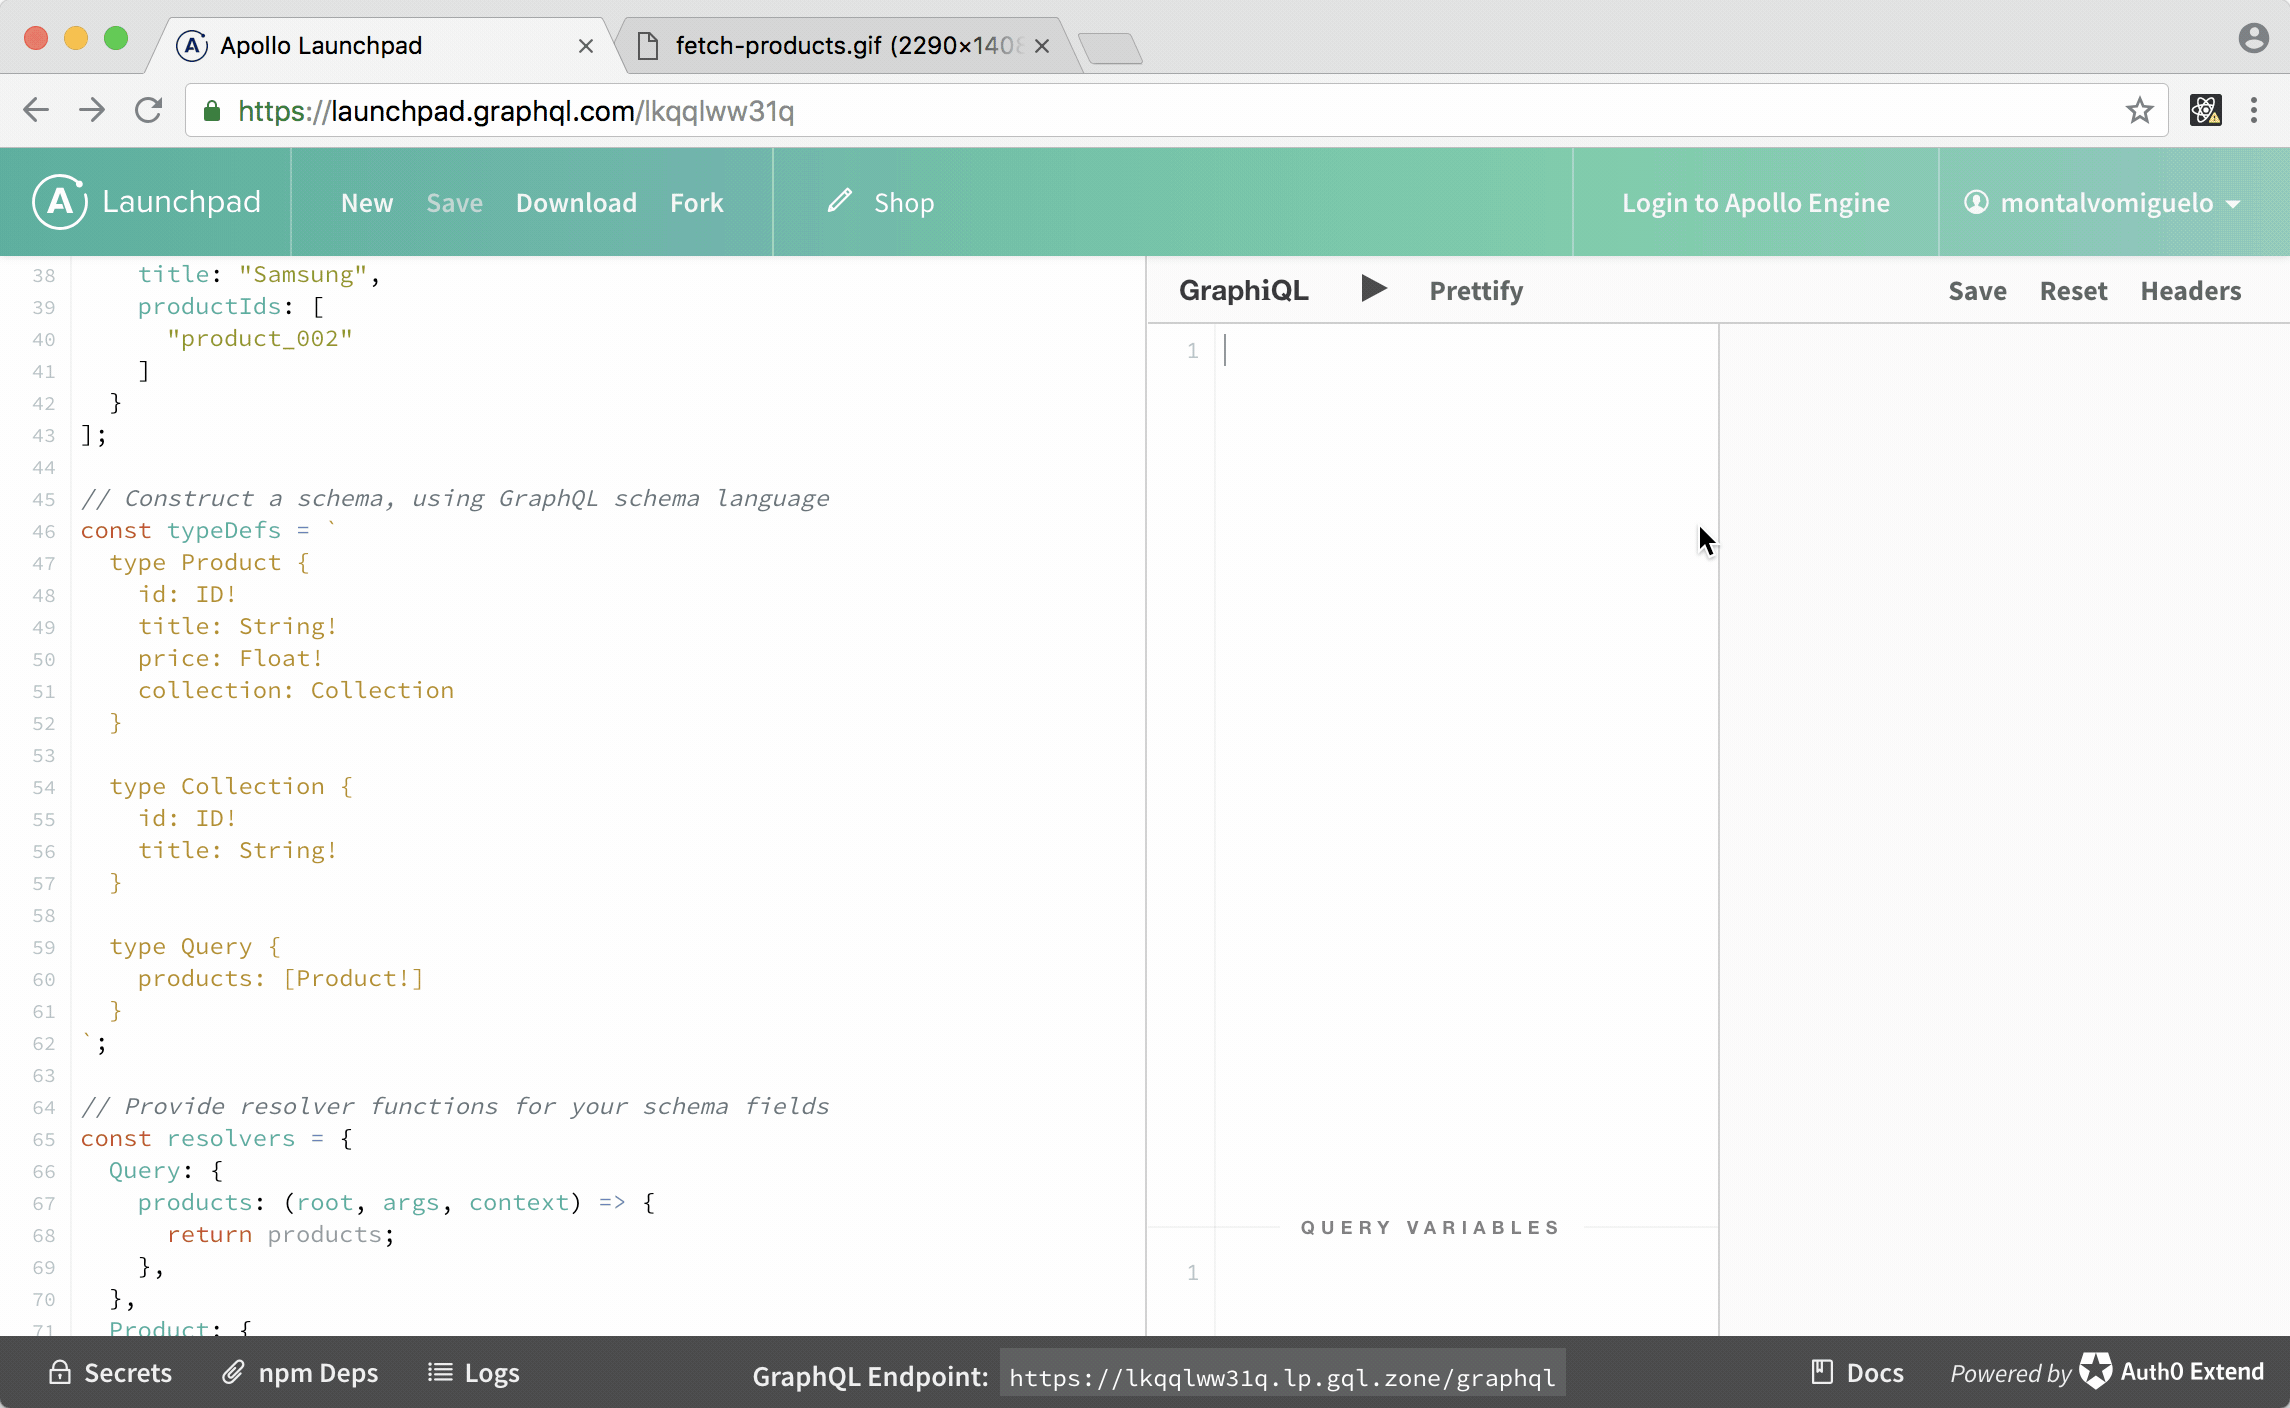 Apollo Launchpad
fetch-products.gif (2290×1408
https://launchpad.graphql.com/lkqqlww31q
Launchpad
New Save Download Fork
Shop
Login to Apollo Engine
montalvomiguelo
38 title: "Samsung",
39 productIds: [
40 "product_002"
41 ]
42 }
43 ];
44
45 // Construct a schema, using GraphQL schema language
46 const typeDefs = `
47 type Product {
48 id: ID!
49 title: String!
50 price: Float!
51 collection: Collection
52 }
53
54 type Collection {
55 id: ID!
56 title: String!
57 }
58
59 type Query {
60 products: [Product!]
61 }
62 `;
63
64 // Provide resolver functions for your schema fields
65 const resolvers = {
66 Query: {
67 products: (root, args, context) => {
68 return products;
69 },
70 },
71 Product: {
GraphiQL
Prettify
Save Reset Headers
1
QUERY VARIABLES
1
Secrets npm Deps Logs
GraphQL Endpoint: https://lkqqlww31q.lp.gql.zone/graphql
Docs
Powered by Auth0 Extend